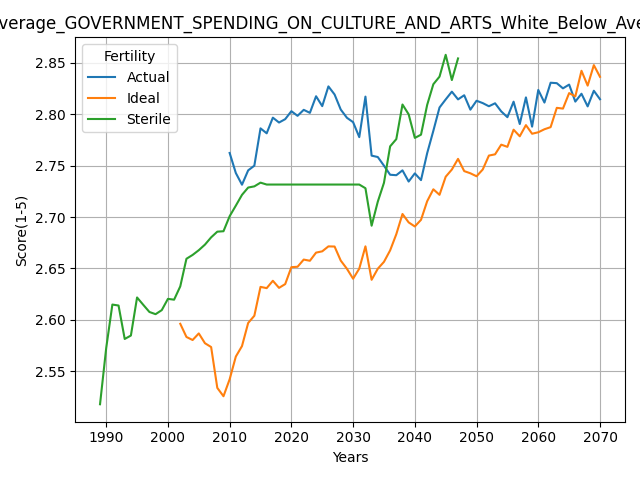 verage_GOVERNMENT_SPENDING_ON_CULTURE_AND_ARTS_White_Below_Ave
Fertility
Actual
Ideal
Sterile
Score(1-5)
2.85
2.80
2.75
2.70
2.65
2.60
2.55
1990 2000 2010 2020 2030 2040 2050 2060 2070
Years